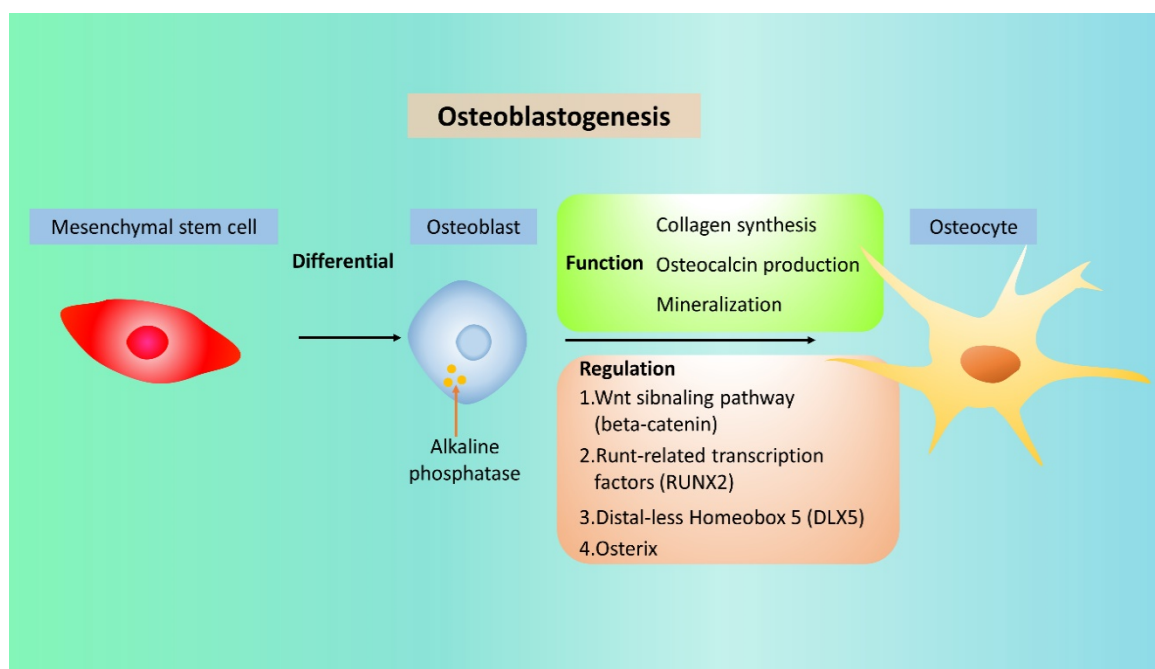 Osteoblastogenesis
Mesenchymal stem cell
Differential
Osteoblast
Alkaline
phosphatase
Function
Collagen synthesis
Osteocalcin production
Mineralization
Regulation
1.Wnt sibnaling pathway
(beta-catenin)
2.Runt-related transcription
factors (RUNX2)
3.Distal-less Homeobox 5 (DLX5)
4.Osterix
Osteocyte